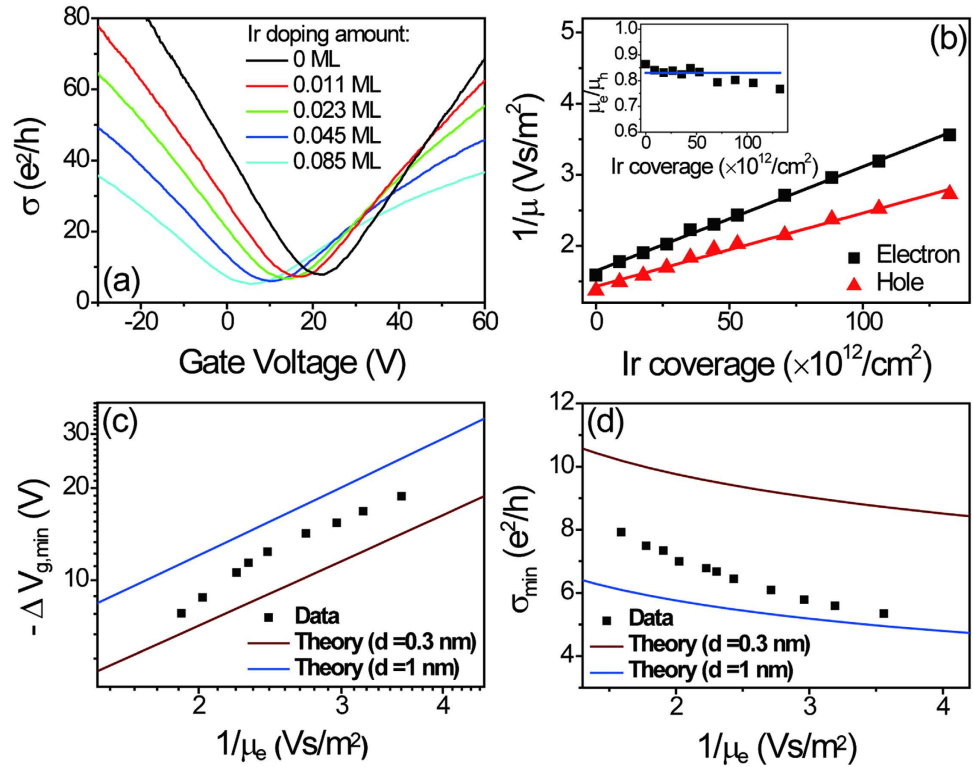 (a)
σ (e²/h)
80
60
40
20
0
Ir doping amount:
0 ML
0.011 ML
0.023 ML
0.045 ML
0.085 ML
-20 0 20 40 60
Gate Voltage (V)
(b)
1/μ (Vs/m²)
5
4
3
2
1.0
0.9
0.8
0.7
0.6
μe/μh
0 50 100
Ir coverage (×10¹²/cm²)
Electron
Hole
0 50 100
Ir coverage (×10¹²/cm²)
(c)
- Δ Vg,min (V)
30
20
10
Data
Theory (d =0.3 nm)
Theory (d =1 nm)
2 3 4
1/μe (Vs/m²)
(d)
σmin (e²/h)
12
10
8
6
4
Data
Theory (d =0.3 nm)
Theory (d =1 nm)
2 3 4
1/μe (Vs/m²)